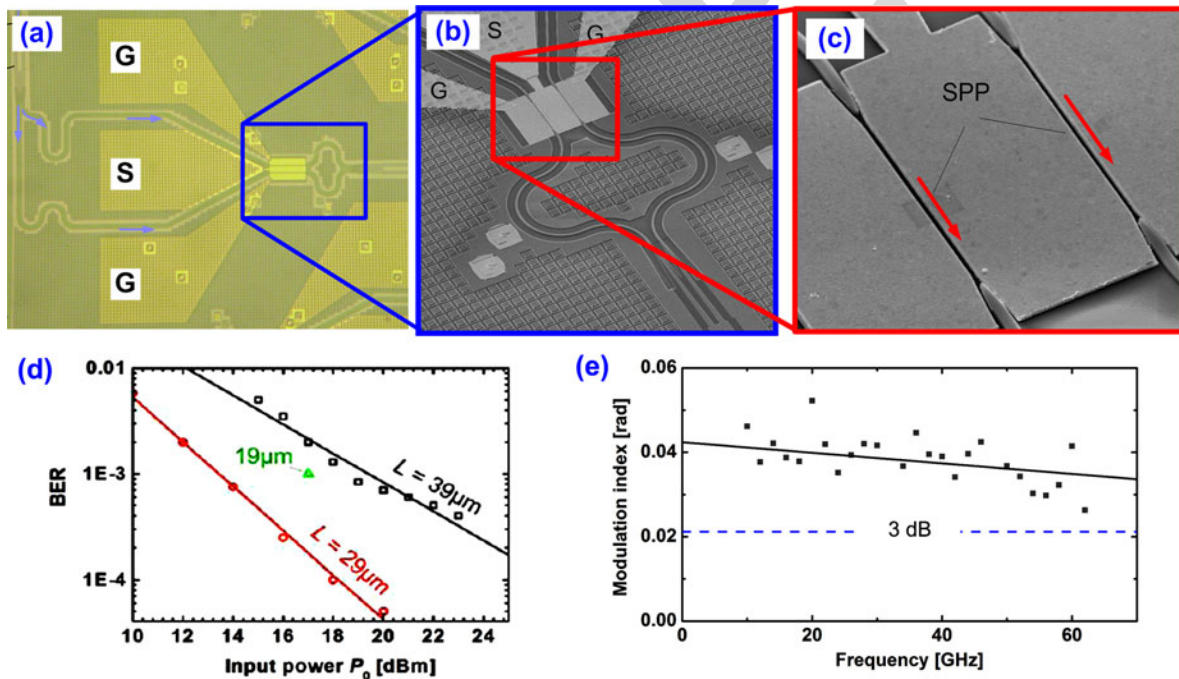 (a)
G
S
G
(b)
S
G
G
(c)
SPP
(d)
0.01
1E-3
1E-4
BER
19μm
L = 39μm
L = 29μm
10 12 14 16 18 20 22 24
Input power P₀ [dBm]
(e)
0.06
0.04
0.02
0.00
Modulation index [rad]
3 dB
0 20 40 60
Frequency [GHz]